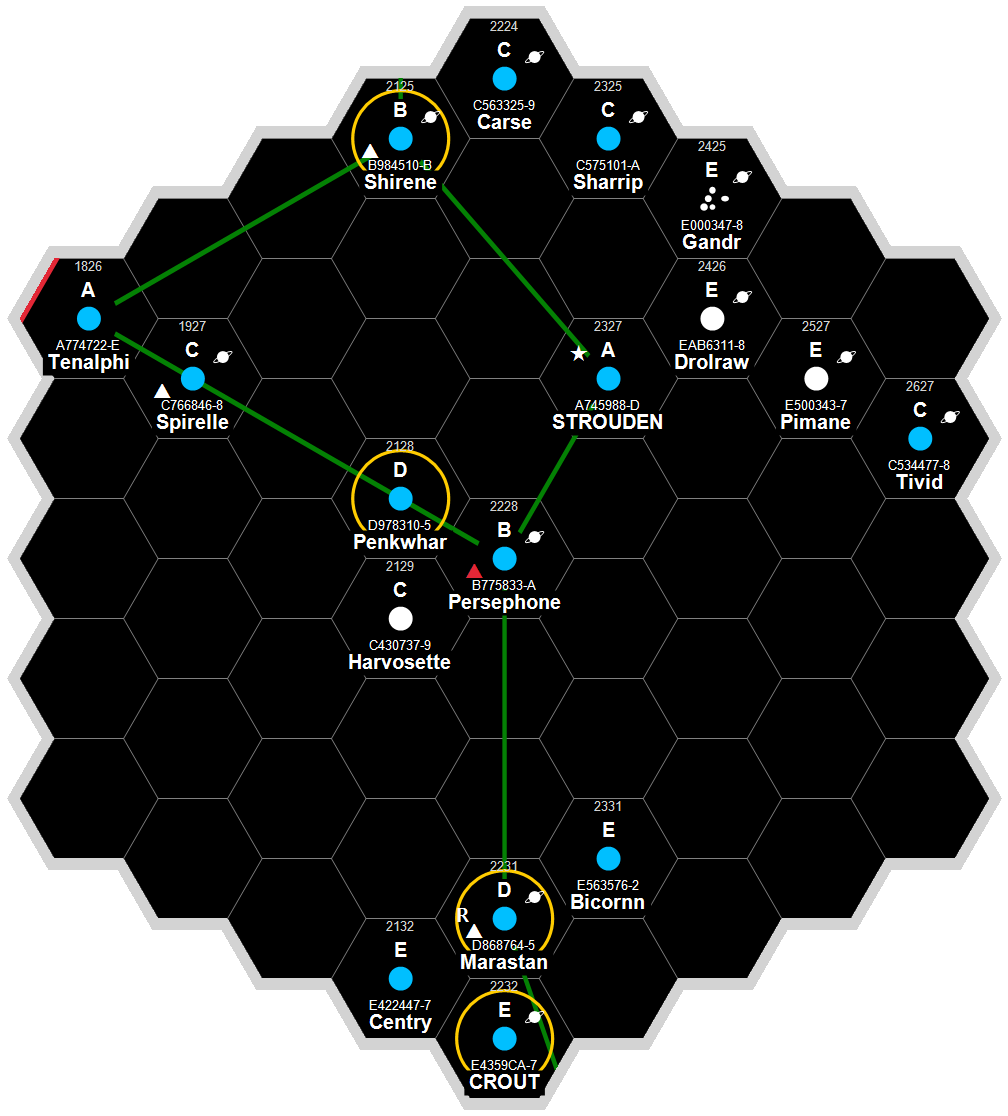 2224
C
C563325-9
Carse
2125
B
B984510-B
Shirene
2325
C
C575101-A
Sharrip
2425
E
E000347-8
Gandr
1826
A
A774722-E
Tenalphi
2426
E
EAB6311-8
Drolraw
1927
C
C766846-8
Spirelle
2327
A
A745988-D
STROUDEN
2527
E
E500343-7
Pimane
2627
C
C534477-8
Tivid
2128
D
D978310-5
Penkwhar
2228
B
B775833-A
Persephone
2129
C
C430737-9
Harvosette
2331
E
E563576-2
Bicornn
2231
D
R
D868764-5
Marastan
2132
E
E422447-7
Centry
2232
E
E4359CA-7
CROUT